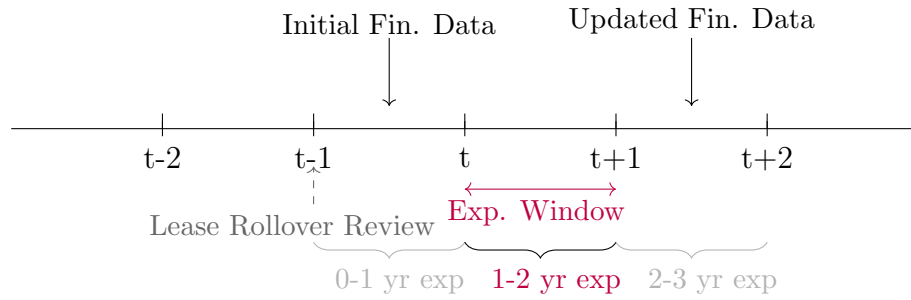 Initial Fin. Data
Updated Fin. Data
t-2
t-1
t
t+1
t+2
Exp. Window
Lease Rollover Review
0-1 yr exp
1-2 yr exp
2-3 yr exp